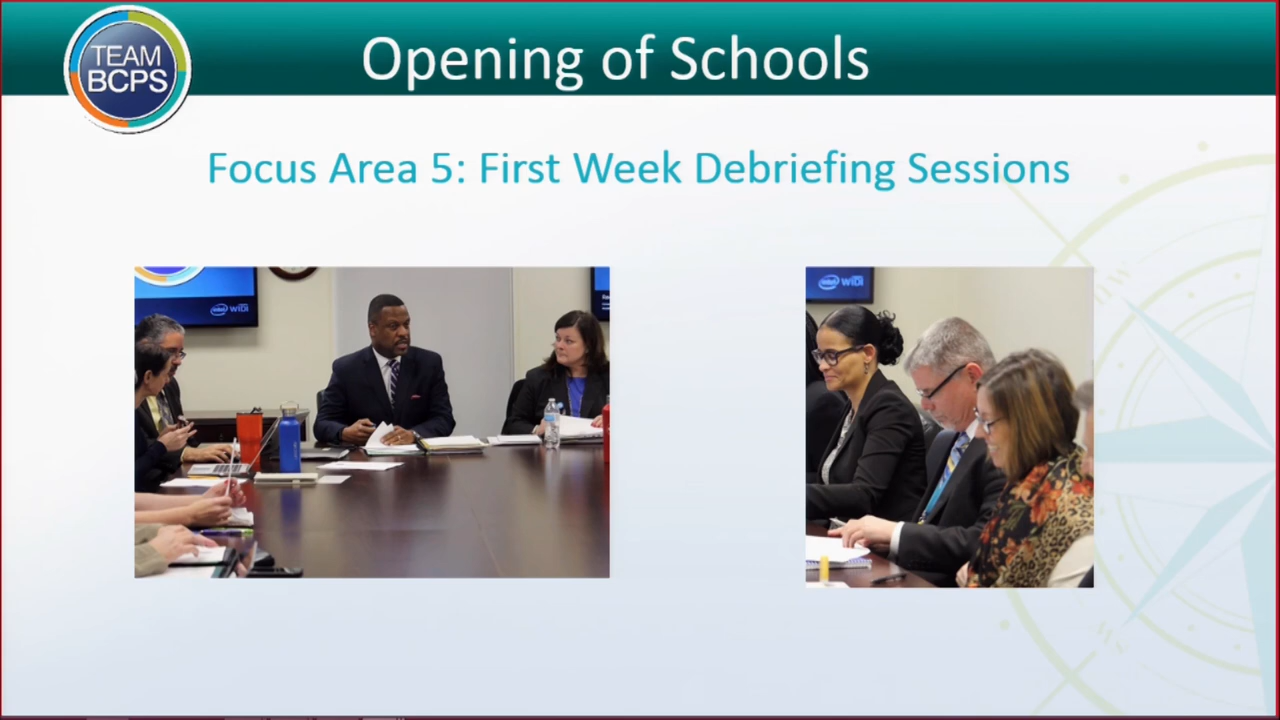 TEAM
BCPS
Opening of Schools
Focus Area 5: First Week Debriefing Sessions
intel WiDi
intel WiDi